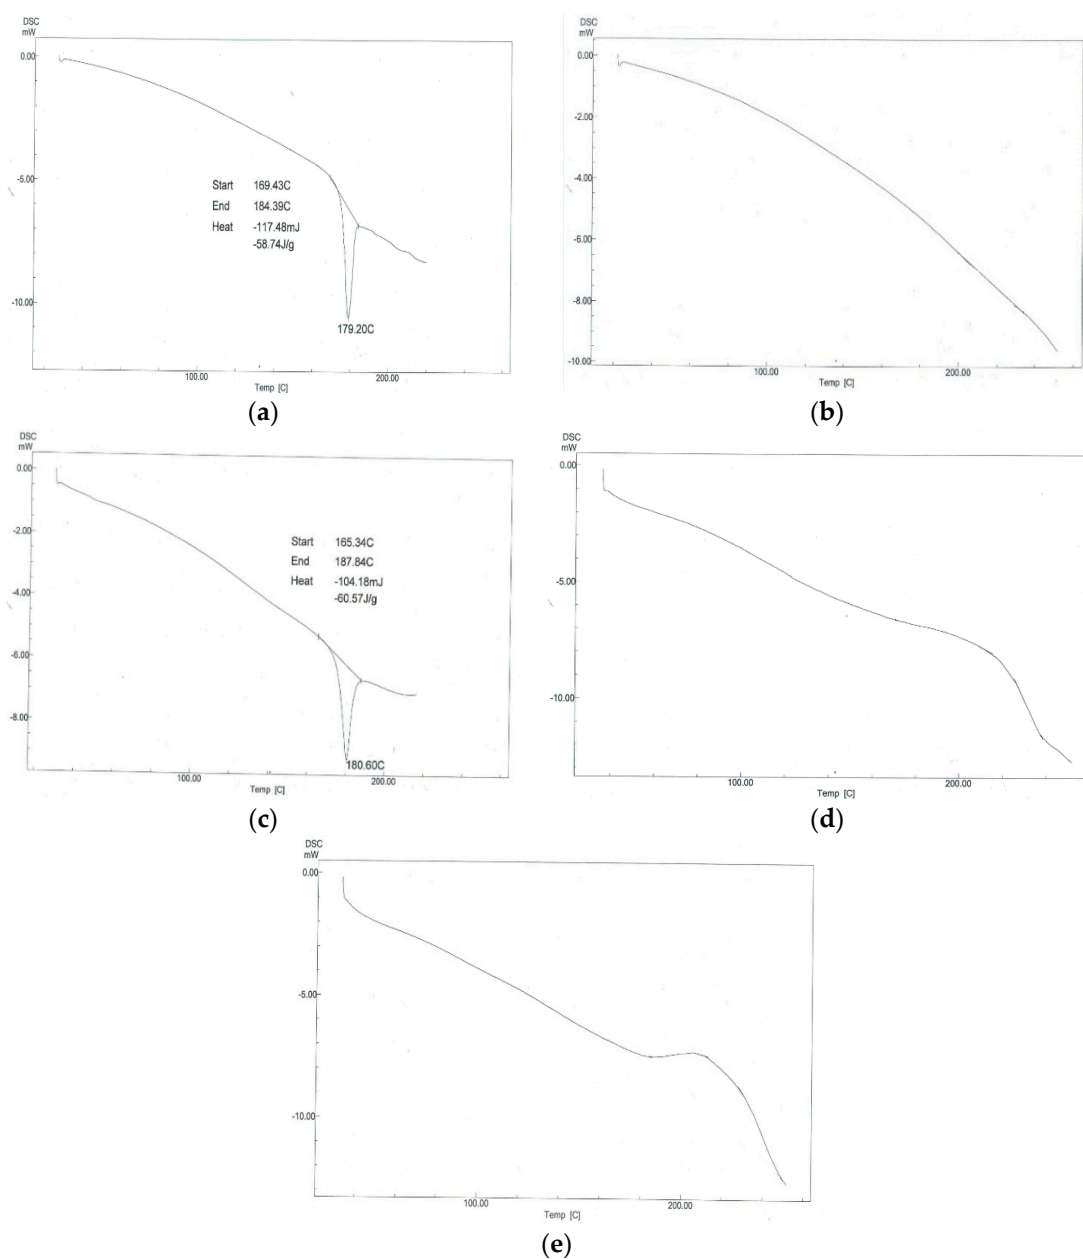 DSC
mW
0.00
-5.00
-10.00
Start 169.43C
End 184.39C
Heat -117.48mJ
-58.74J/g
179.20C
100.00 200.00
Temp [C]
(a)
DSC
mW
0.00
-2.00
-4.00
-6.00
-8.00
-10.00
100.00 200.00
Temp [C]
(b)
DSC
mW
0.00
-2.00
-4.00
-6.00
-8.00
Start 165.34C
End 187.84C
Heat -104.18mJ
-60.57J/g
180.60C
100.00 200.00
Temp [C]
(c)
DSC
mW
0.00
-5.00
-10.00
100.00 200.00
Temp [C]
(d)
DSC
mW
0.00
-5.00
-10.00
100.00 200.00
Temp [C]
(e)